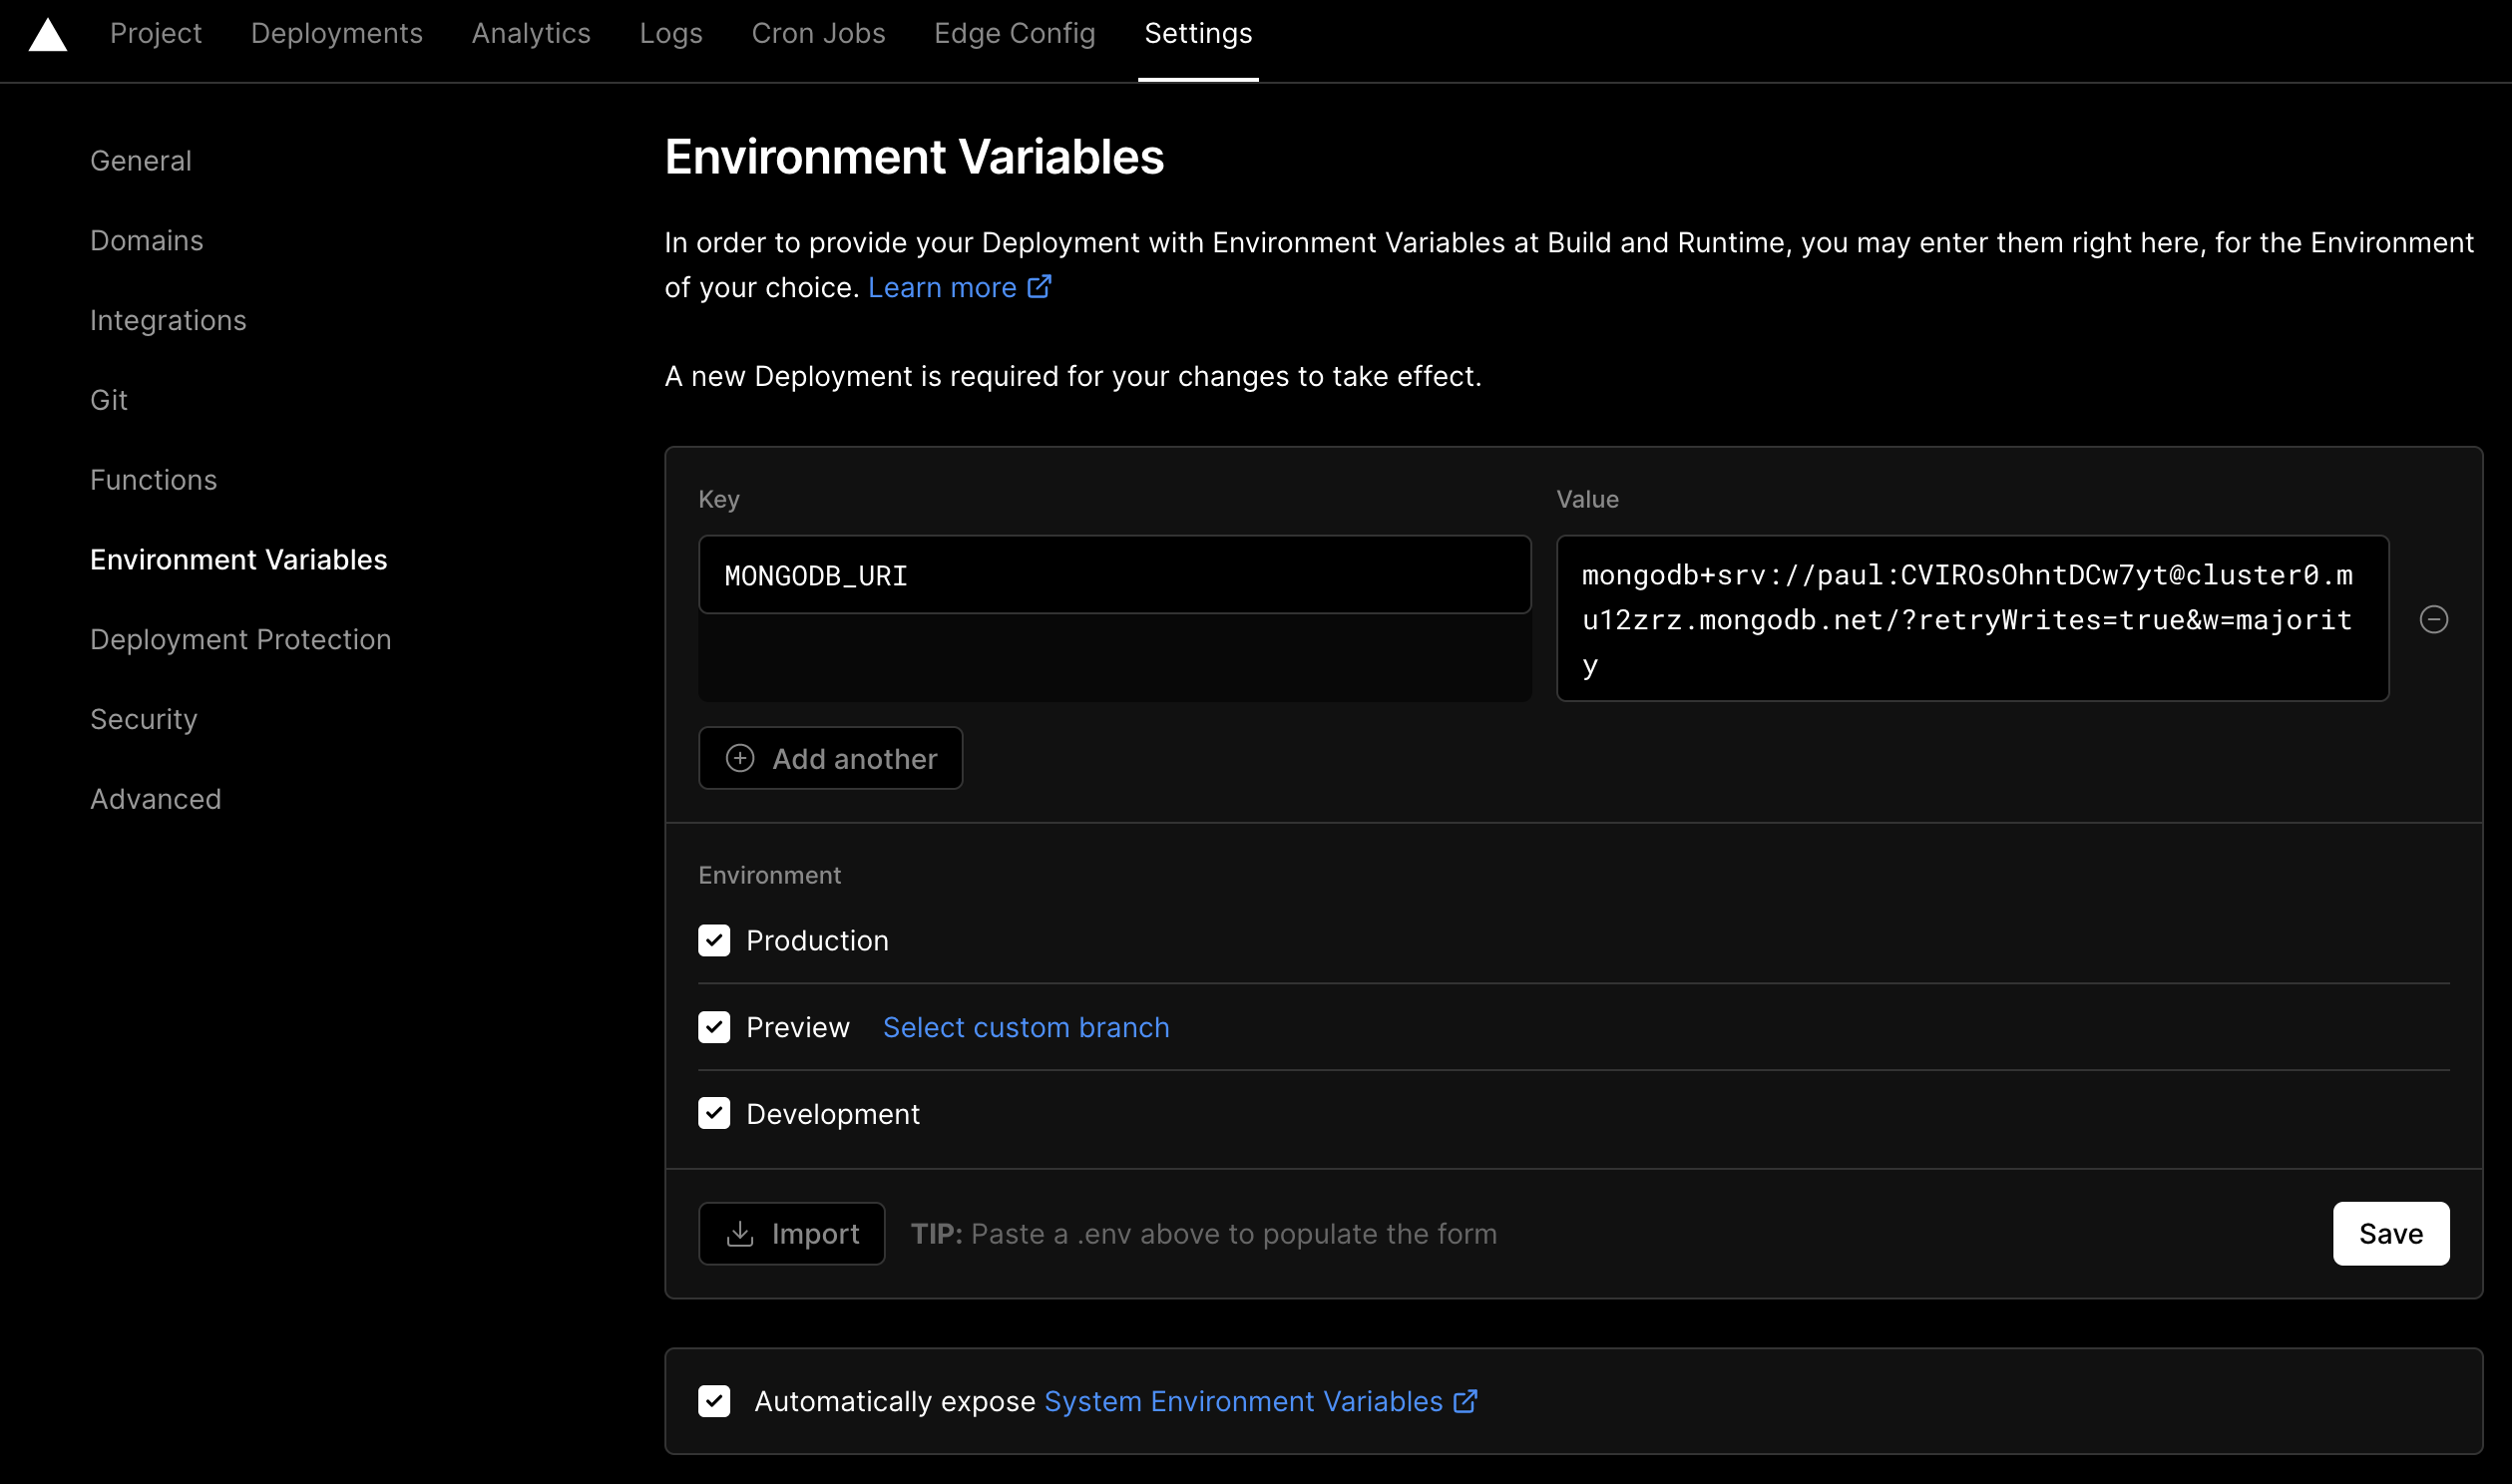 Project Deployments Analytics Logs Cron Jobs Edge Config Settings
General
Domains
Integrations
Git
Functions
Environment Variables
Deployment Protection
Security
Advanced
Environment Variables
In order to provide your Deployment with Environment Variables at Build and Runtime, you may enter them right here, for the Environment
of your choice. Learn more
A new Deployment is required for your changes to take effect.
Key Value
MONGODB_URI
mongodb+srv://paul:CVIROsOhntDCw7yt@cluster0.m
u12zrz.mongodb.net/?retryWrites=true&w=majorit
y
Add another
Environment
Production
Preview Select custom branch
Development
Import TIP: Paste a .env above to populate the form Save
Automatically expose System Environment Variables